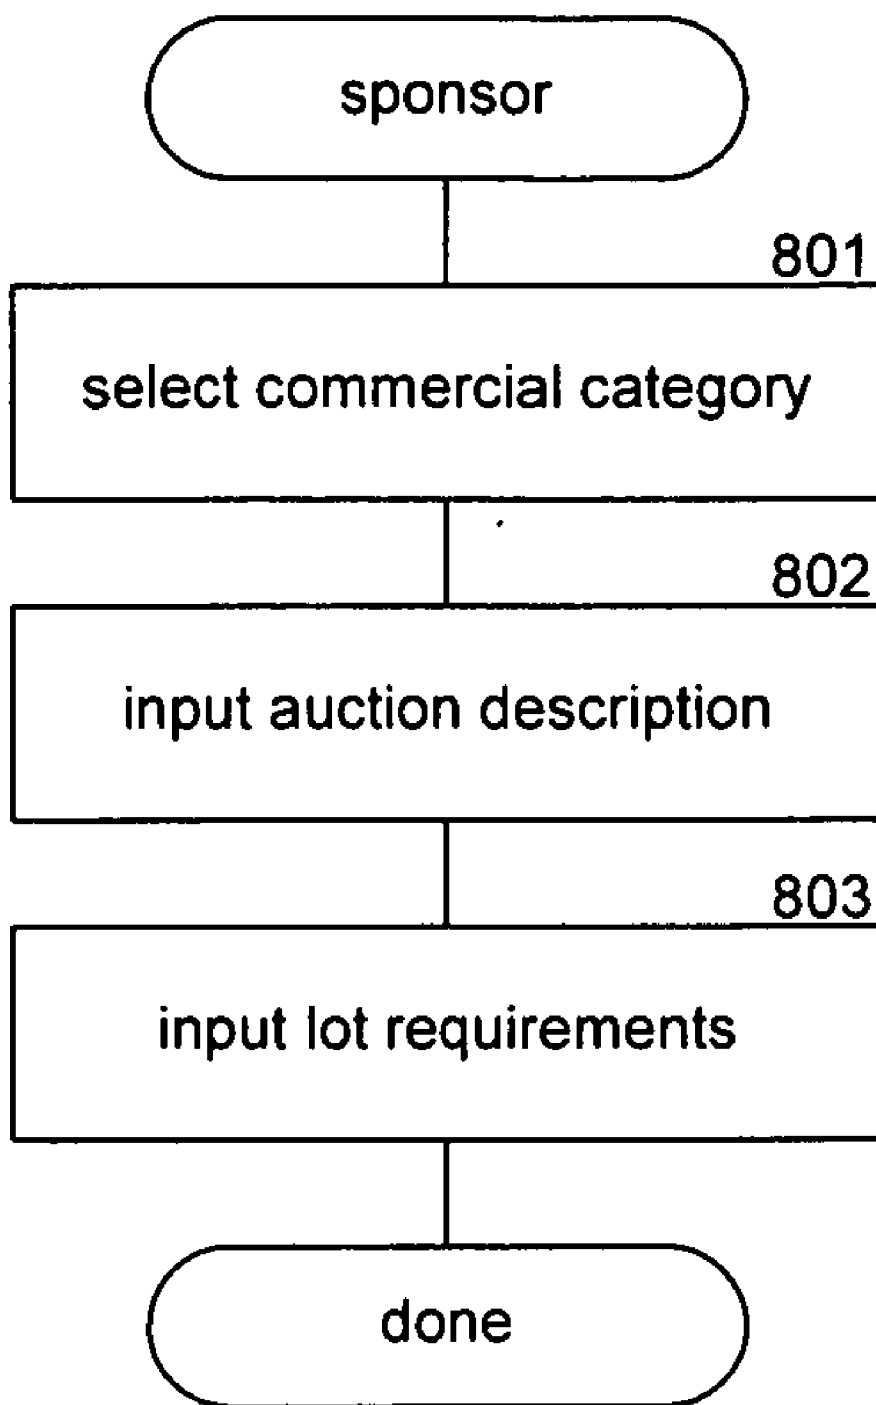 sponsor
801
select commercial category
802
input auction description
803
input lot requirements
done